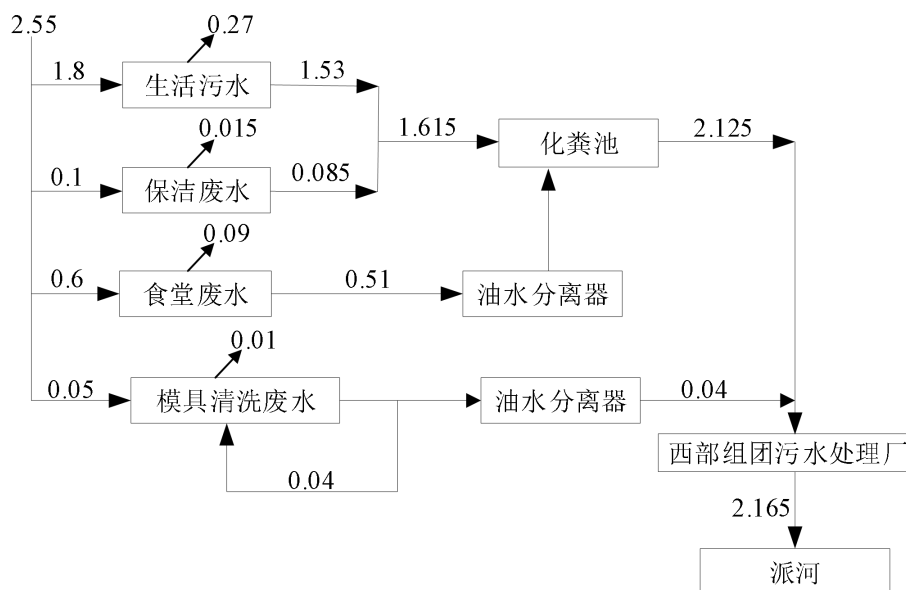 2.55
0.27
1.8
生活污水
1.53
0.015
1.615
化粪池
2.125
0.1
保洁废水
0.085
0.09
0.6
食堂废水
0.51
油水分离器
0.01
0.05
模具清洗废水
油水分离器
0.04
0.04
西部组团污水处理厂
2.165
派河